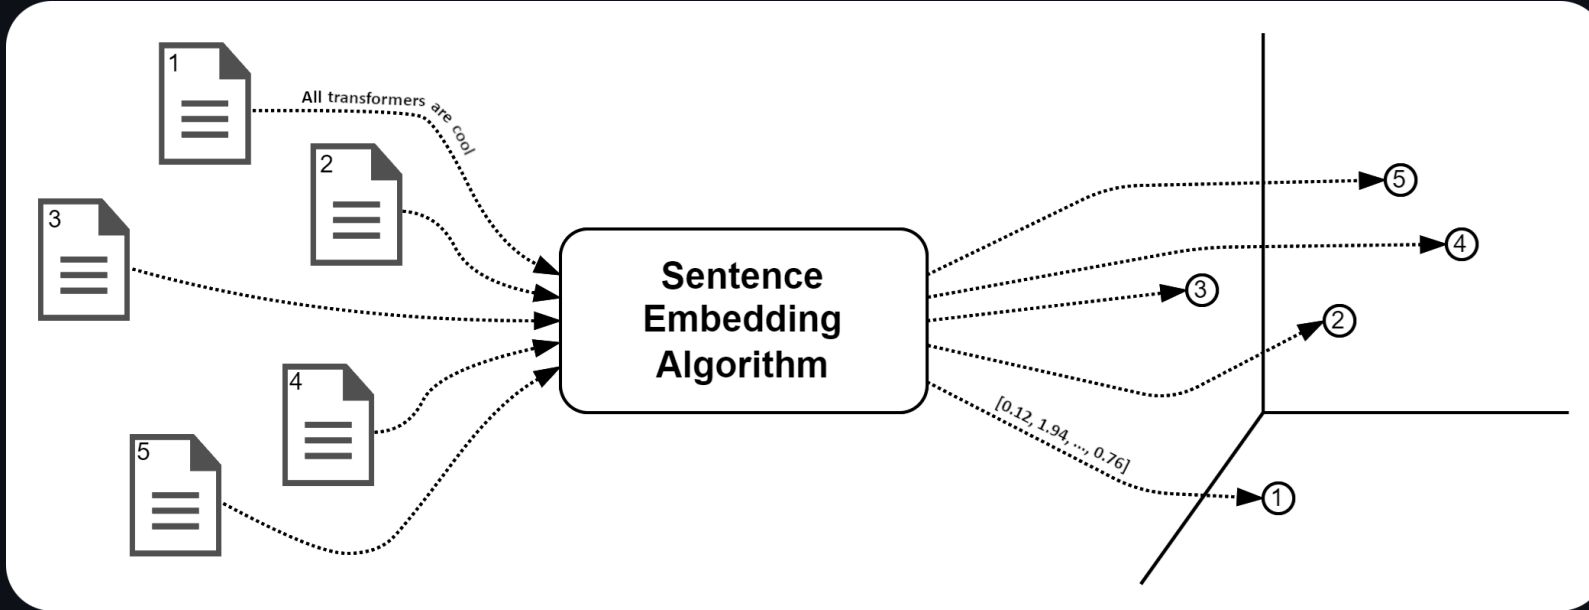 1
All transformers are cool
2
3
4
5
Sentence
Embedding
Algorithm
5
4
3
2
[0.12, 1.94, ..., 0.76]
1